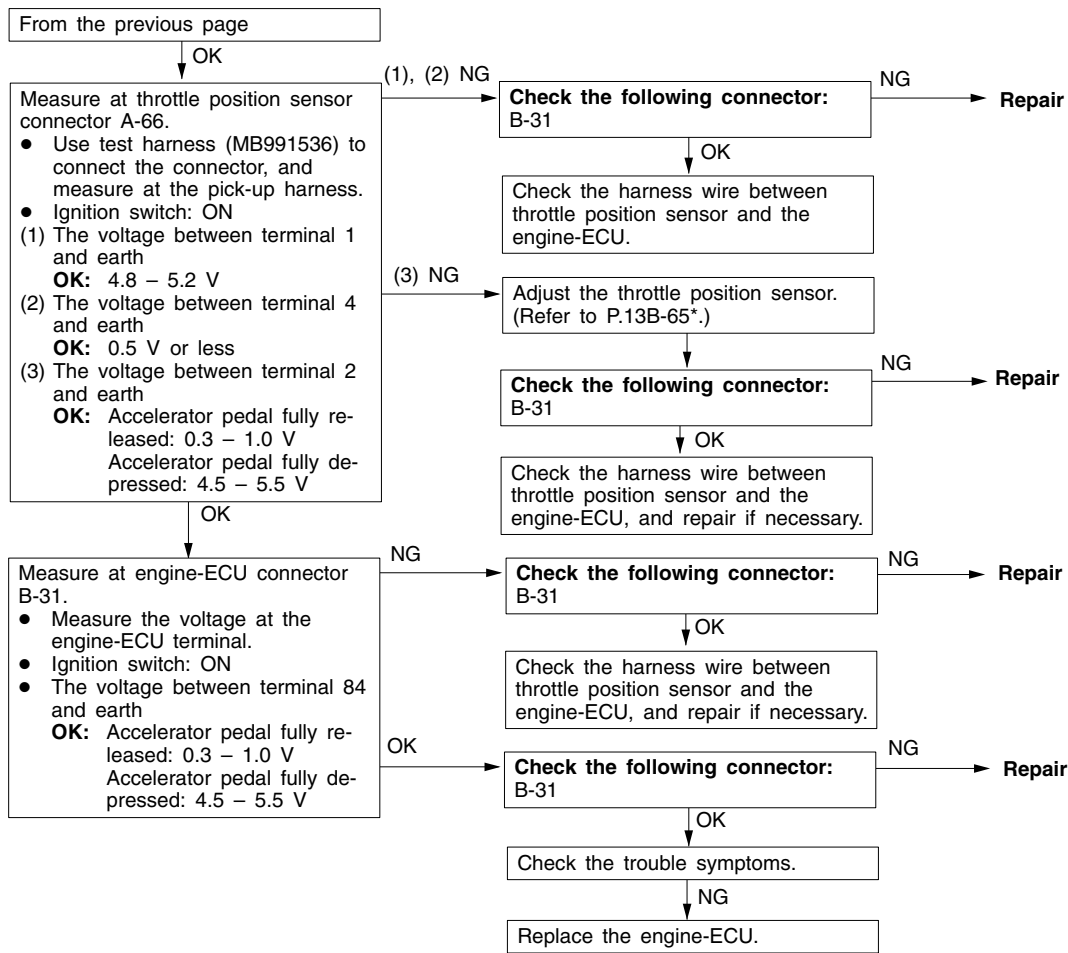 From the previous page
OK
Measure at throttle position sensor
connector A-66.
● Use test harness (MB991536) to
connect the connector, and
measure at the pick-up harness.
● Ignition switch: ON
(1) The voltage between terminal 1
and earth
OK: 4.8 – 5.2 V
(2) The voltage between terminal 4
and earth
OK: 0.5 V or less
(3) The voltage between terminal 2
and earth
OK: Accelerator pedal fully re-
leased: 0.3 – 1.0 V
Accelerator pedal fully de-
pressed: 4.5 – 5.5 V
(1), (2) NG
Check the following connector:
B-31
NG
Repair
OK
Check the harness wire between
throttle position sensor and the
engine-ECU.
(3) NG
Adjust the throttle position sensor.
(Refer to P.13B-65*.)
Check the following connector:
B-31
NG
Repair
OK
Check the harness wire between
throttle position sensor and the
engine-ECU, and repair if necessary.
OK
Measure at engine-ECU connector
B-31.
● Measure the voltage at the
engine-ECU terminal.
● Ignition switch: ON
● The voltage between terminal 84
and earth
OK: Accelerator pedal fully re-
leased: 0.3 – 1.0 V
Accelerator pedal fully de-
pressed: 4.5 – 5.5 V
NG
Check the following connector:
B-31
NG
Repair
OK
Check the harness wire between
throttle position sensor and the
engine-ECU, and repair if necessary.
OK
Check the following connector:
B-31
NG
Repair
OK
Check the trouble symptoms.
NG
Replace the engine-ECU.